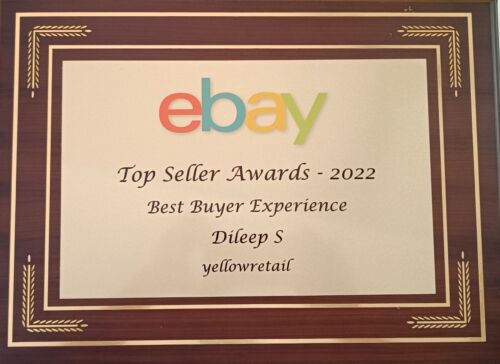 ebay
Top Seller Awards - 2022
Best Buyer Experience
Dileep S
yellowretail